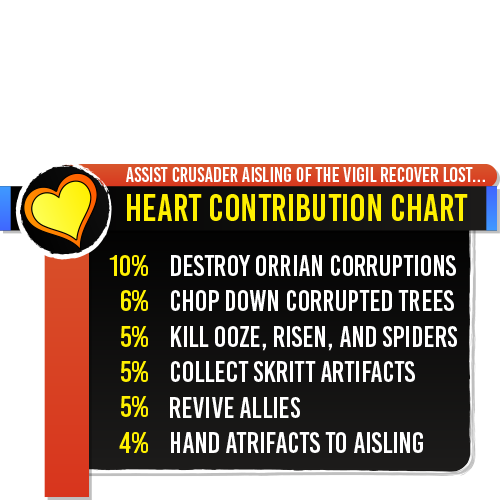 ASSIST CRUSADER AISLING OF THE VIGIL RECOVER LOST...
HEART CONTRIBUTION CHART
10% DESTROY ORRIAN CORRUPTIONS
6% CHOP DOWN CORRUPTED TREES
5% KILL OOZE, RISEN, AND SPIDERS
5% COLLECT SKRITT ARTIFACTS
5% REVIVE ALLIES
4% HAND ATRIFACTS TO AISLING